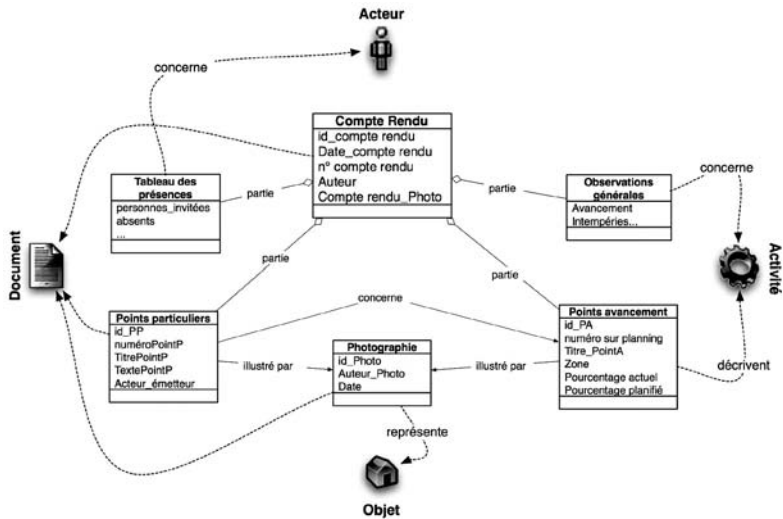 Acteur
concerne
Compte Rendu
id_compte rendu
Date_compte rendu
n° compte rendu
Auteur
Compte rendu_Photo
Tableau des
présences
personnes_invitées
absents
...
partie
partie
Observations
générales
Avancement
Intempéries...
concerne
Document
Activité
partie
partie
Points particuliers
id_PP
numéroPointP
TitrePointP
TextePointP
Acteur_émetteur
concerne
Photographie
id_Photo
Auteur_Photo
Date
illustré par
illustré par
Points avancement
id_PA
numéro sur planning
Titre_PointA
Zone
Pourcentage actuel
Pourcentage planifié
décrivent
représente
Objet